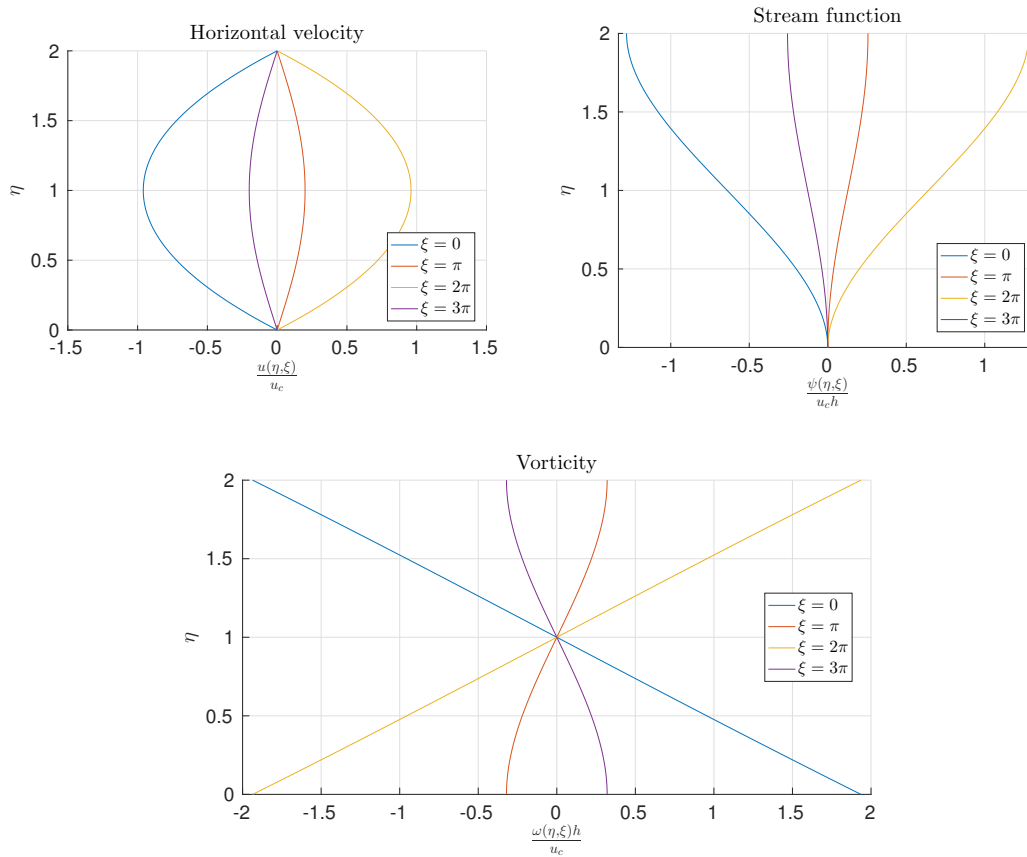 Horizontal velocity
2
1.5
1
0.5
0
η
-1.5 -1 -0.5 0 0.5 1 1.5
u(η,ξ)
u_c
ξ = 0
ξ = π
ξ = 2π
ξ = 3π
Stream function
2
1.5
1
0.5
0
η
-1 -0.5 0 0.5 1
ψ(η,ξ)
u_c h
ξ = 0
ξ = π
ξ = 2π
ξ = 3π
Vorticity
2
1.5
1
0.5
0
η
-2 -1.5 -1 -0.5 0 0.5 1 1.5 2
ω(η,ξ)h
u_c
ξ = 0
ξ = π
ξ = 2π
ξ = 3π